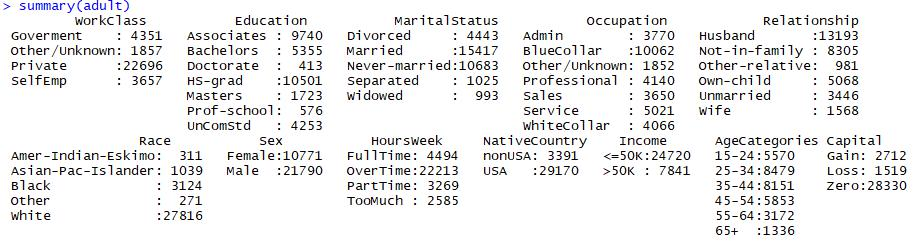 > summary(adult)
WorkClass Education MaritalStatus Occupation Relationship
Goverment : 4351 Associates : 9740 Divorced : 4443 Admin : 3770 Husband :13193
Other/Unknown: 1857 Bachelors : 5355 Married :15417 BlueCollar :10062 Not-in-family : 8305
Private :22696 Doctorate : 413 Never-married:10683 Other/Unknown: 1852 Other-relative: 981
SelfEmp : 3657 HS-grad :10501 Separated : 1025 Professional : 4140 Own-child : 5068
Masters : 1723 Widowed : 993 Sales : 3650 Unmarried : 3446
Prof-school: 576 Service : 5021 Wife : 1568
UnComStd : 4253 WhiteCollar : 4066
Race Sex HoursWeek NativeCountry Income AgeCategories Capital
Amer-Indian-Eskimo: 311 Female:10771 FullTime: 4494 nonUSA: 3391 <=50K:24720 15-24:5570 Gain: 2712
Asian-Pac-Islander: 1039 Male :21790 OverTime:22213 USA :29170 >50K : 7841 25-34:8479 Loss: 1519
Black : 3124 PartTime: 3269 35-44:8151 Zero:28330
Other : 271 TooMuch : 2585 45-54:5853
White :27816 55-64:3172
65+ :1336